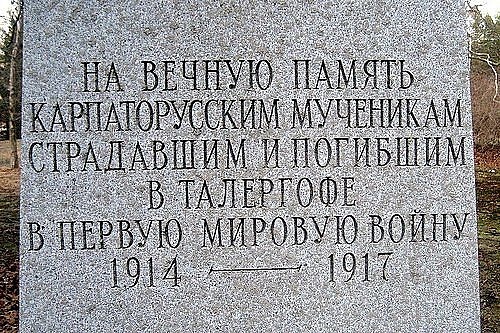 НА ВЕЧНУЮ ПАМЯТЬ
КАРПАТОРУССКИМ МУЧЕНИКАМ
СТРАДАВШИМ И ПОГИБШИМ
В ТАЛЕРГОФЕ
В ПЕРВУЮ МИРОВУЮ ВОЙНУ
1914 — 1917